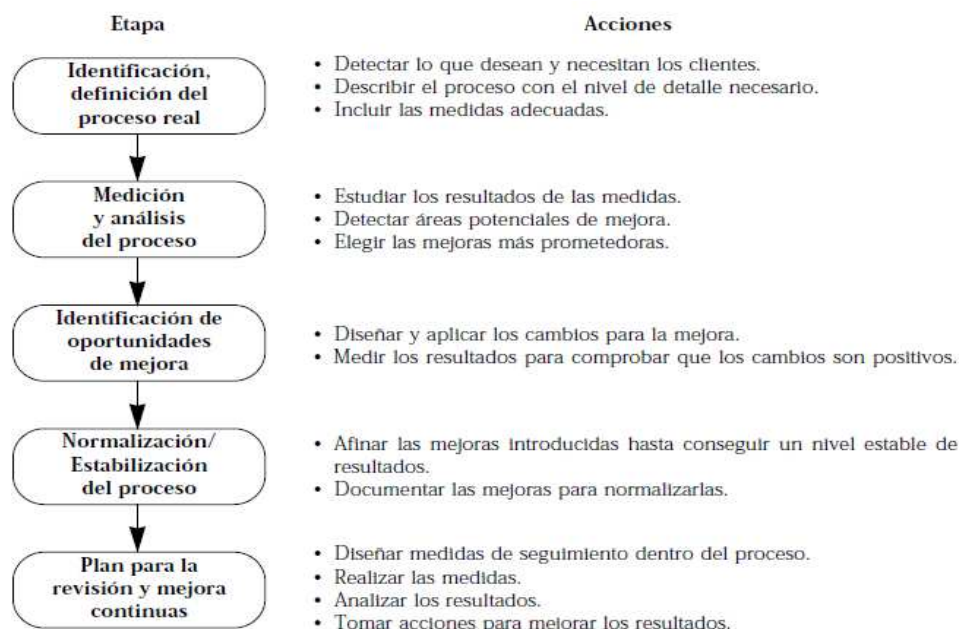 Etapa
Acciones
Identificación,
definición del
proceso real
• Detectar lo que desean y necesitan los clientes.
• Describir el proceso con el nivel de detalle necesario.
• Incluir las medidas adecuadas.
Medición
y análisis
del proceso
• Estudiar los resultados de las medidas.
• Detectar áreas potenciales de mejora.
• Elegir las mejoras más prometedoras.
Identificación de
oportunidades
de mejora
• Diseñar y aplicar los cambios para la mejora.
• Medir los resultados para comprobar que los cambios son positivos.
Normalización/
Estabilización
del proceso
• Afinar las mejoras introducidas hasta conseguir un nivel estable de
resultados.
• Documentar las mejoras para normalizarlas.
Plan para la
revisión y mejora
continuas
• Diseñar medidas de seguimiento dentro del proceso.
• Realizar las medidas.
• Analizar los resultados.
• Tomar acciones para mejorar los resultados.